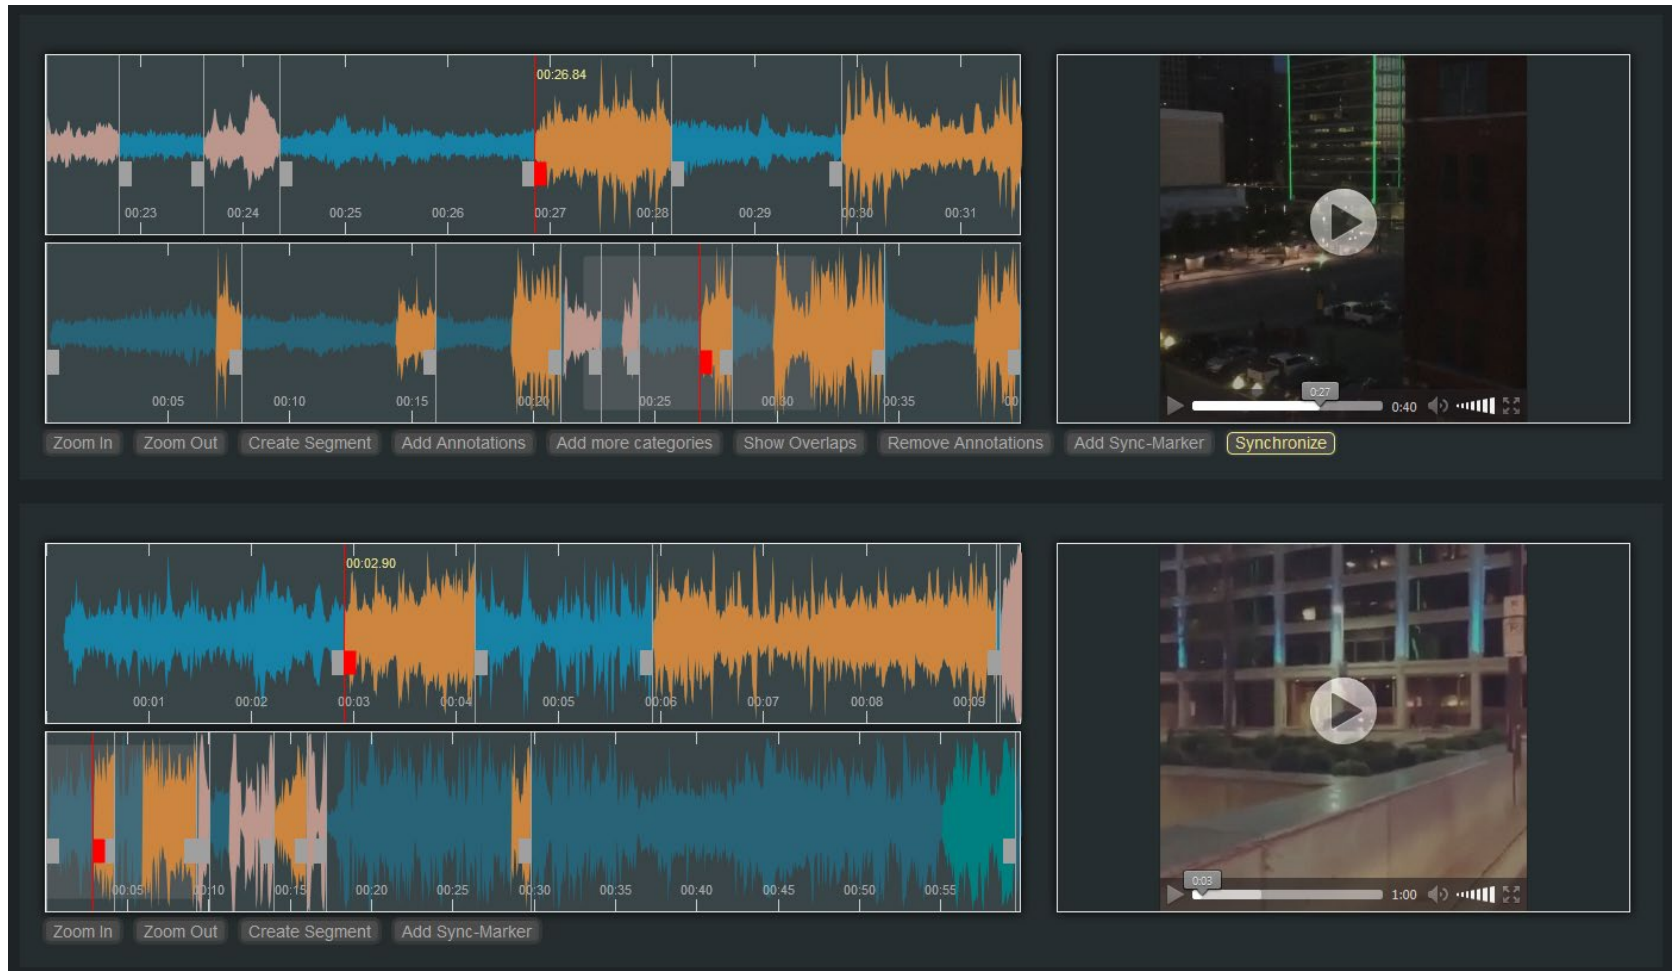 00:26.84
00:23 00:24 00:25 00:26 00:27 00:28 00:29 00:30 00:31
00:05 00:10 00:15 00:20 00:25 00:30 00:35 00
0:27
0:40
Zoom In Zoom Out Create Segment Add Annotations Add more categories Show Overlaps Remove Annotations Add Sync-Marker Synchronize
00:02.90
00:01 00:02 00:03 00:04 00:05 00:06 00:07 00:08 00:09
00:05 00:10 00:15 00:20 00:25 00:30 00:35 00:40 00:45 00:50 00:55
0:03
1:00
Zoom In Zoom Out Create Segment Add Sync-Marker